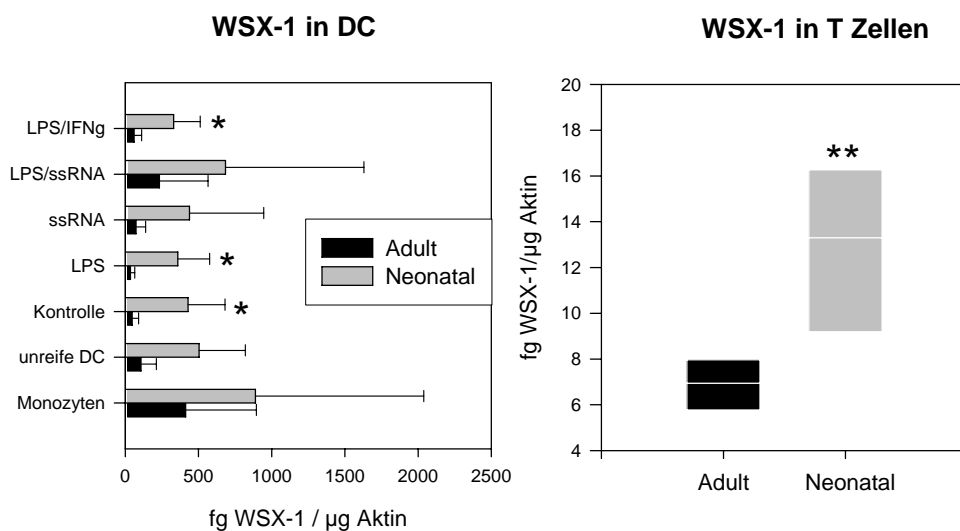 WSX-1 in DC
LPS/IFNg
*
LPS/ssRNA
ssRNA
LPS
*
Kontrolle
*
unreife DC
Monozyten
0 500 1000 1500 2000 2500
fg WSX-1 / µg Aktin
Adult
Neonatal
WSX-1 in T Zellen
fg WSX-1/µg Aktin
20
18
16
14
12
10
8
6
4
**
Adult Neonatal